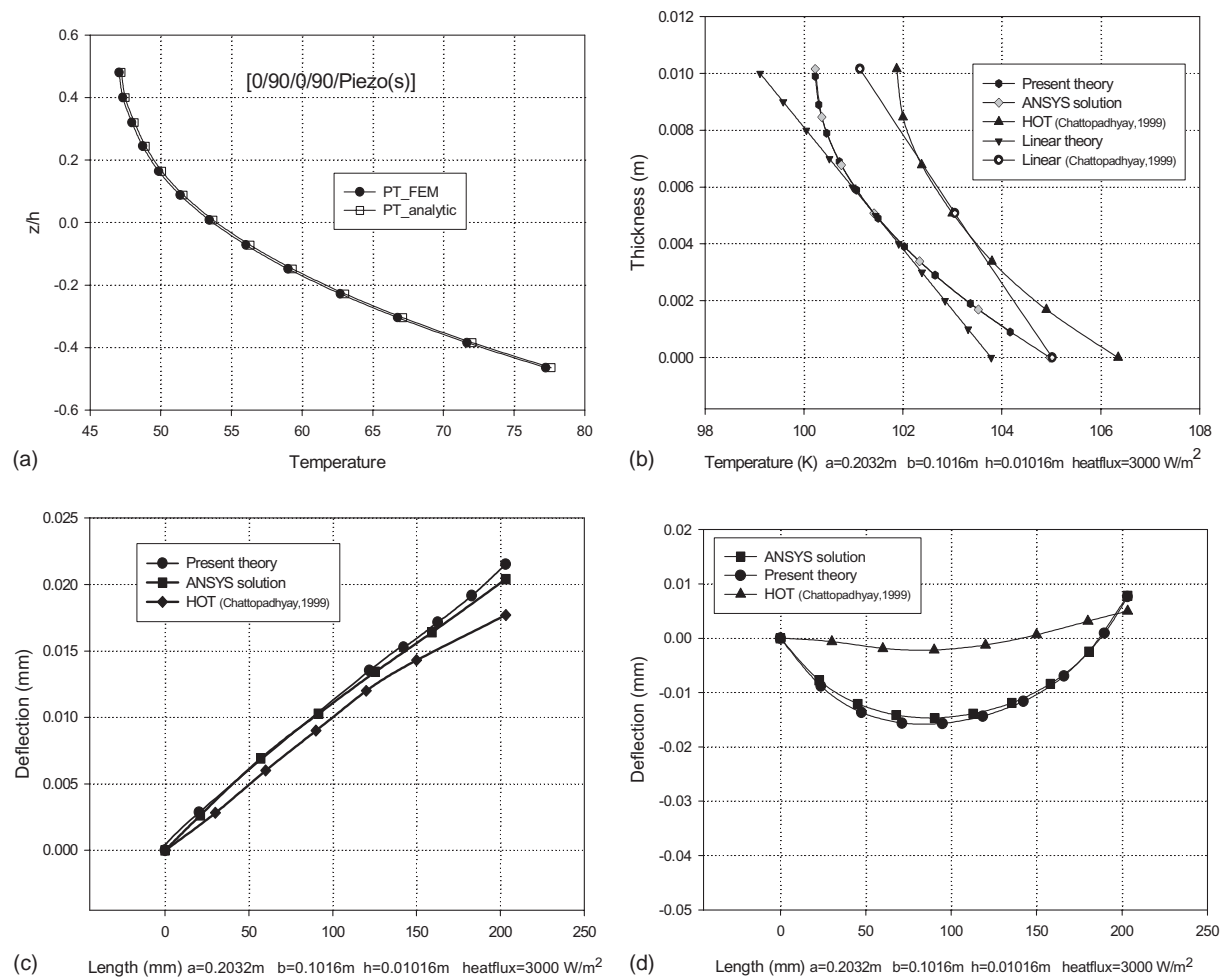 0.6
0.4
0.2
0.0
-0.2
-0.4
-0.6
z/h
[0/90/0/90/Piezo(s)]
PT_FEM
PT_analytic
45 50 55 60 65 70 75 80
(a) Temperature
0.012
0.010
0.008
0.006
0.004
0.002
0.000
Thickness (m)
Present theory
ANSYS solution
HOT (Chattopadhyay,1999)
Linear theory
Linear (Chattopadhyay,1999)
98 100 102 104 106 108
(b) Temperature (K) a=0.2032m b=0.1016m h=0.01016m heatflux=3000 W/m²
0.025
0.020
0.015
0.010
0.005
0.000
Deflection (mm)
Present theory
ANSYS solution
HOT (Chattopadhyay,1999)
0 50 100 150 200 250
(c) Length (mm) a=0.2032m b=0.1016m h=0.01016m heatflux=3000 W/m²
0.02
0.01
0.00
-0.01
-0.02
-0.03
-0.04
-0.05
Deflection (mm)
ANSYS solution
Present theory
HOT (Chattopadhyay,1999)
0 50 100 150 200 250
(d) Length (mm) a=0.2032m b=0.1016m h=0.01016m heatflux=3000 W/m²